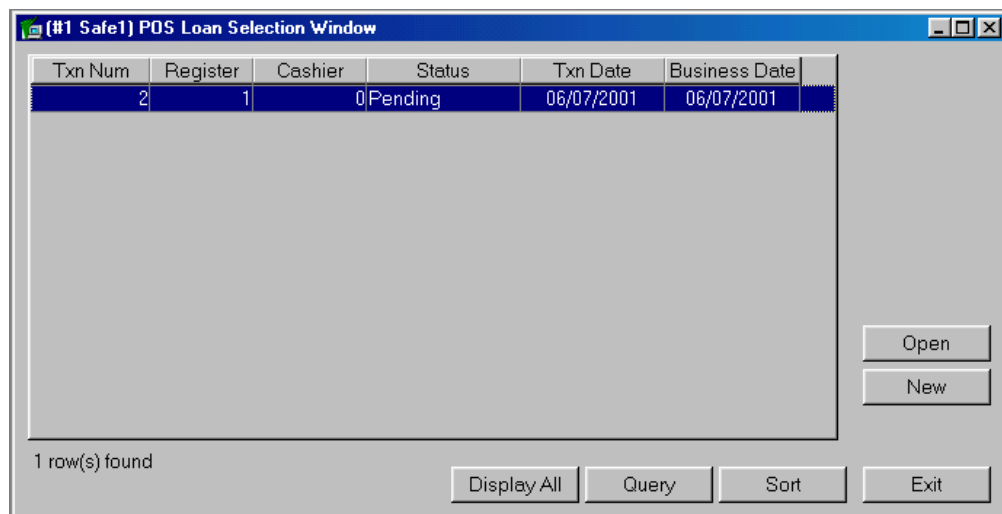 (#1 Safe1) POS Loan Selection Window
Txn Num Register Cashier Status Txn Date Business Date
2 1 0 Pending 06/07/2001 06/07/2001
Open
New
1 row(s) found
Display All Query Sort Exit